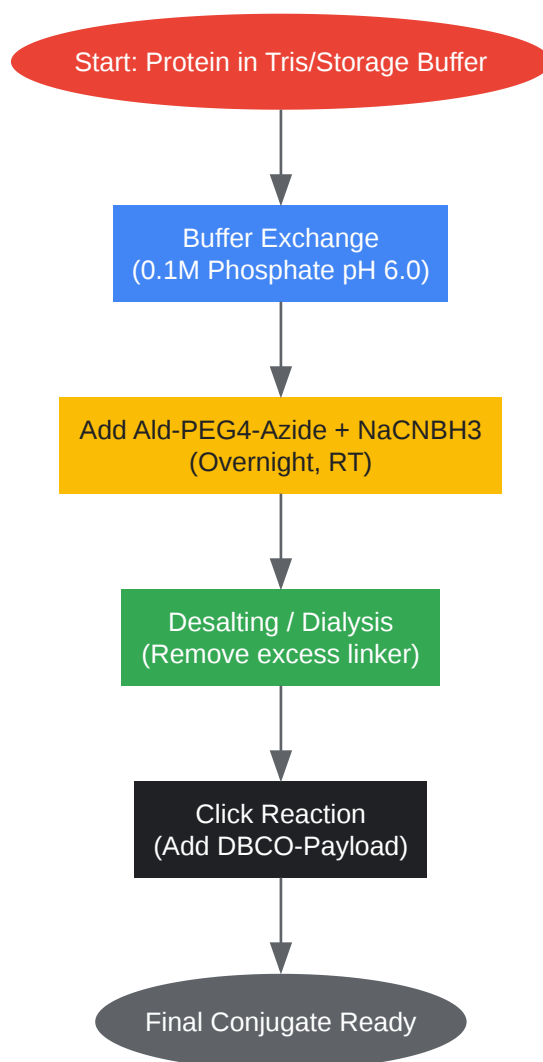 Start: Protein in Tris/Storage Buffer
Buffer Exchange
(0.1M Phosphate pH 6.0)
Add Ald-PEG4-Azide + NaCNBH3
(Overnight, RT)
Desalting / Dialysis
(Remove excess linker)
Click Reaction
(Add DBCO-Payload)
Final Conjugate Ready